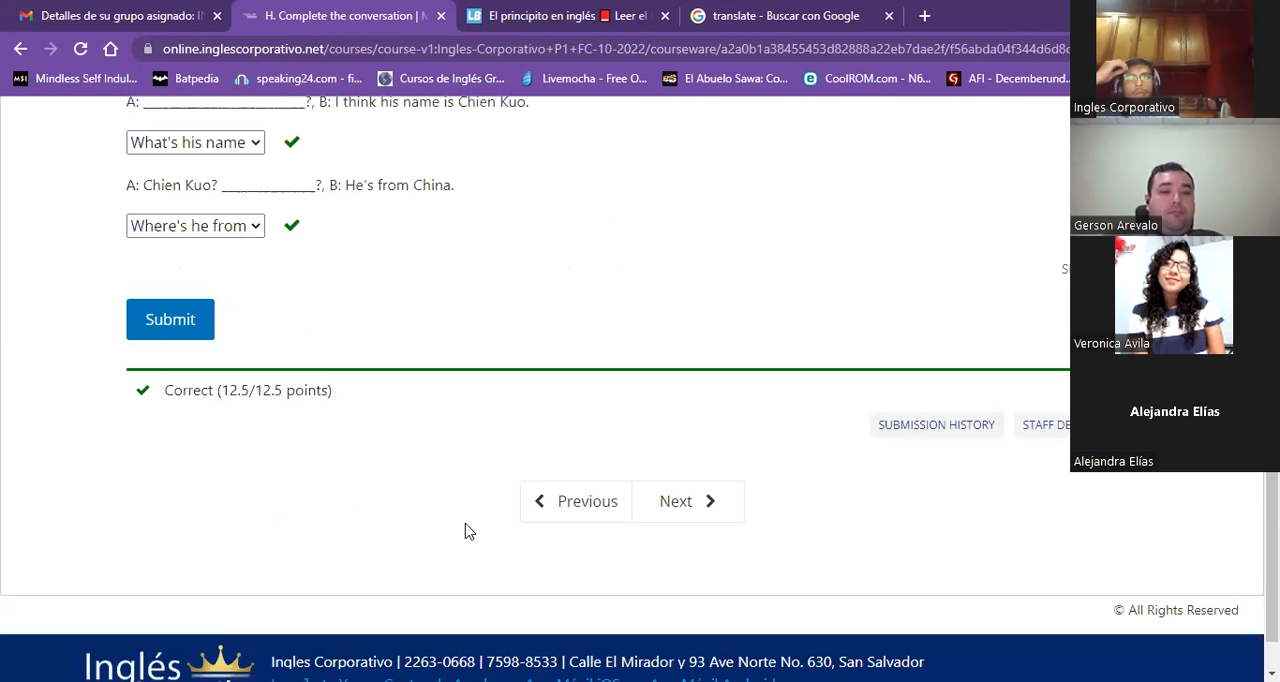 Detalles de su grupo asignado: II
H. Complete the conversation |
El principito en inglés 📕 Leer el
translate - Buscar con Google
online.inglescorporativo.net/courses/course-v1:Ingles-Corporativo+P1+FC-10-2022/courseware/a2a0b1a38455453d82888a22eb7dae2f/f56abda04f344d6d8
Mindless Self Indul...
Batpedia
speaking24.com - fi...
Cursos de Inglés Gr...
Livemocha - Free O...
El Abuelo Sawa: Co...
CoolROM.com - N6...
AFI - Decemberund...
A: ______________________?, B: I think his name is Chien Kuo.
What's his name
A: Chien Kuo? _____________?, B: He's from China.
Where's he from
Submit
Correct (12.5/12.5 points)
SUBMISSION HISTORY
STAFF DE
Previous
Next
© All Rights Reserved
Inglés
Ingles Corporativo | 2263-0668 | 7598-8533 | Calle El Mirador y 93 Ave Norte No. 630, San Salvador
Ingles Corporativo
Gerson Arevalo
Veronica Avila
Alejandra Elías
Alejandra Elías